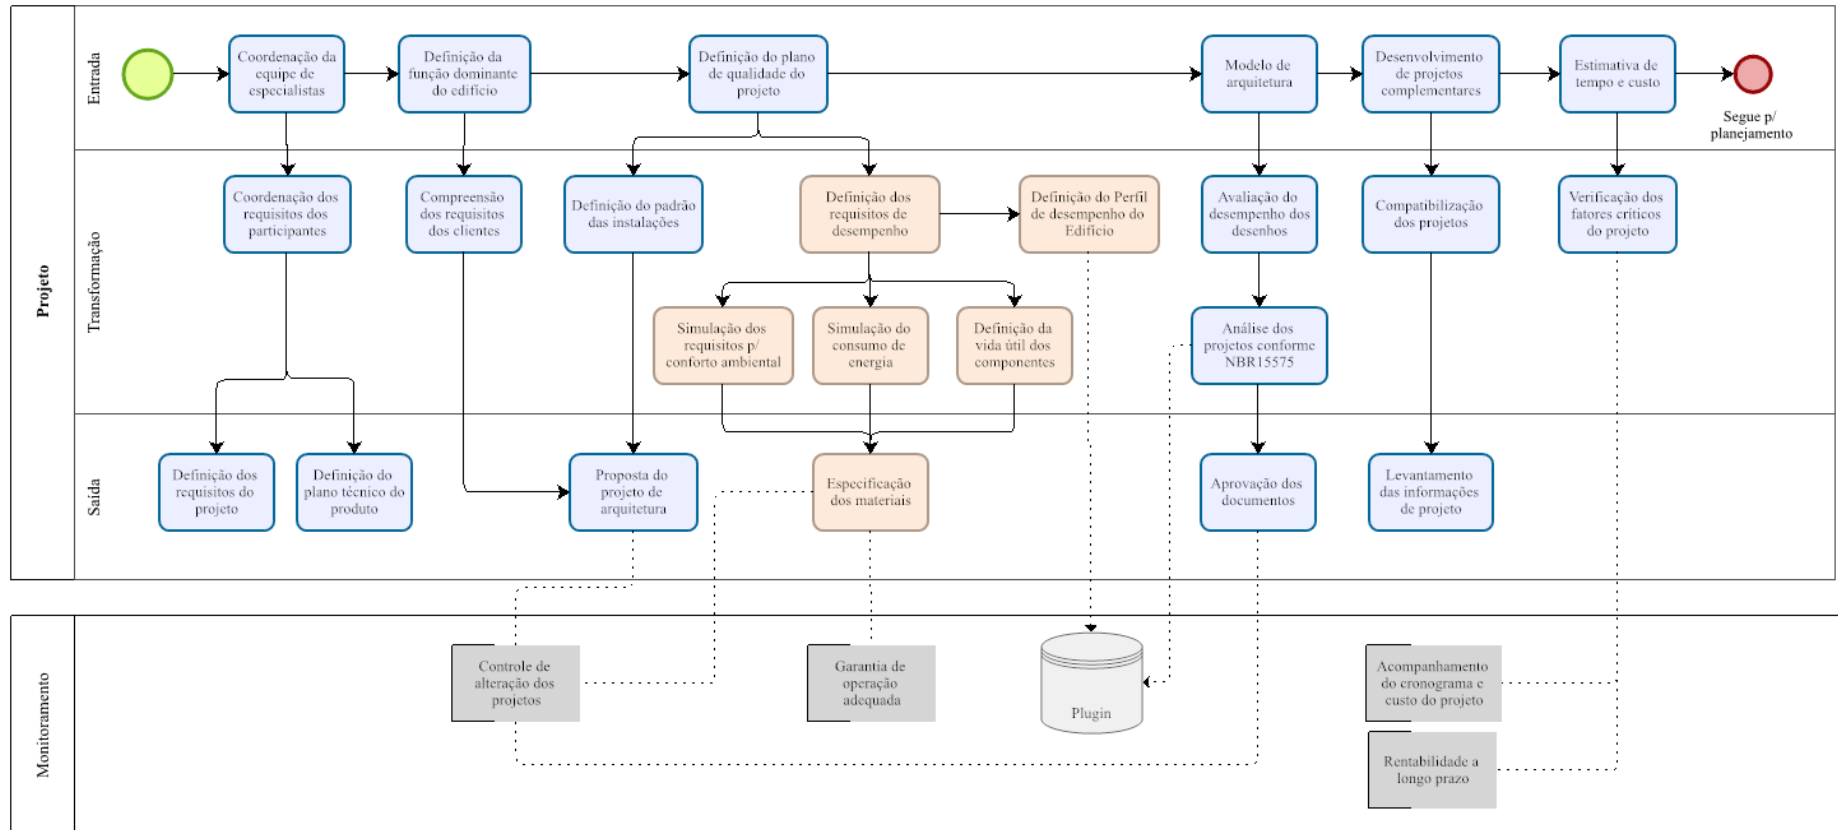 Projeto
Entrada
Coordenação da
equipe de
especialistas
Definição da
função dominante
do edifício
Definição do plano
de qualidade do
projeto
Modelo de
arquitetura
Desenvolvimento
de projetos
complementares
Estimativa de
tempo e custo
Segue p/
planejamento
Transformação
Coordenação dos
requisitos dos
participantes
Compreensão
dos requisitos
dos clientes
Definição do padrão
das instalações
Definição dos
requisitos de
desempenho
Definição do Perfil
de desempenho do
Edifício
Avaliação do
desempenho dos
desenhos
Compatibilização
dos projetos
Verificação dos
fatores críticos
do projeto
Simulação dos
requisitos p/
conforto ambiental
Simulação do
consumo de
energia
Definição da
vida útil dos
componentes
Análise dos
projetos conforme
NBR15575
Saída
Definição dos
requisitos do
projeto
Definição do
plano técnico do
produto
Proposta do
projeto de
arquitetura
Especificação
dos materiais
Aprovação dos
documentos
Levantamento
das informações
de projeto
Monitoramento
Controle de
alteração dos
projetos
Garantia de
operação
adequada
Plugin
Acompanhamento
do cronograma e
custo do projeto
Rentabilidade a
longo prazo